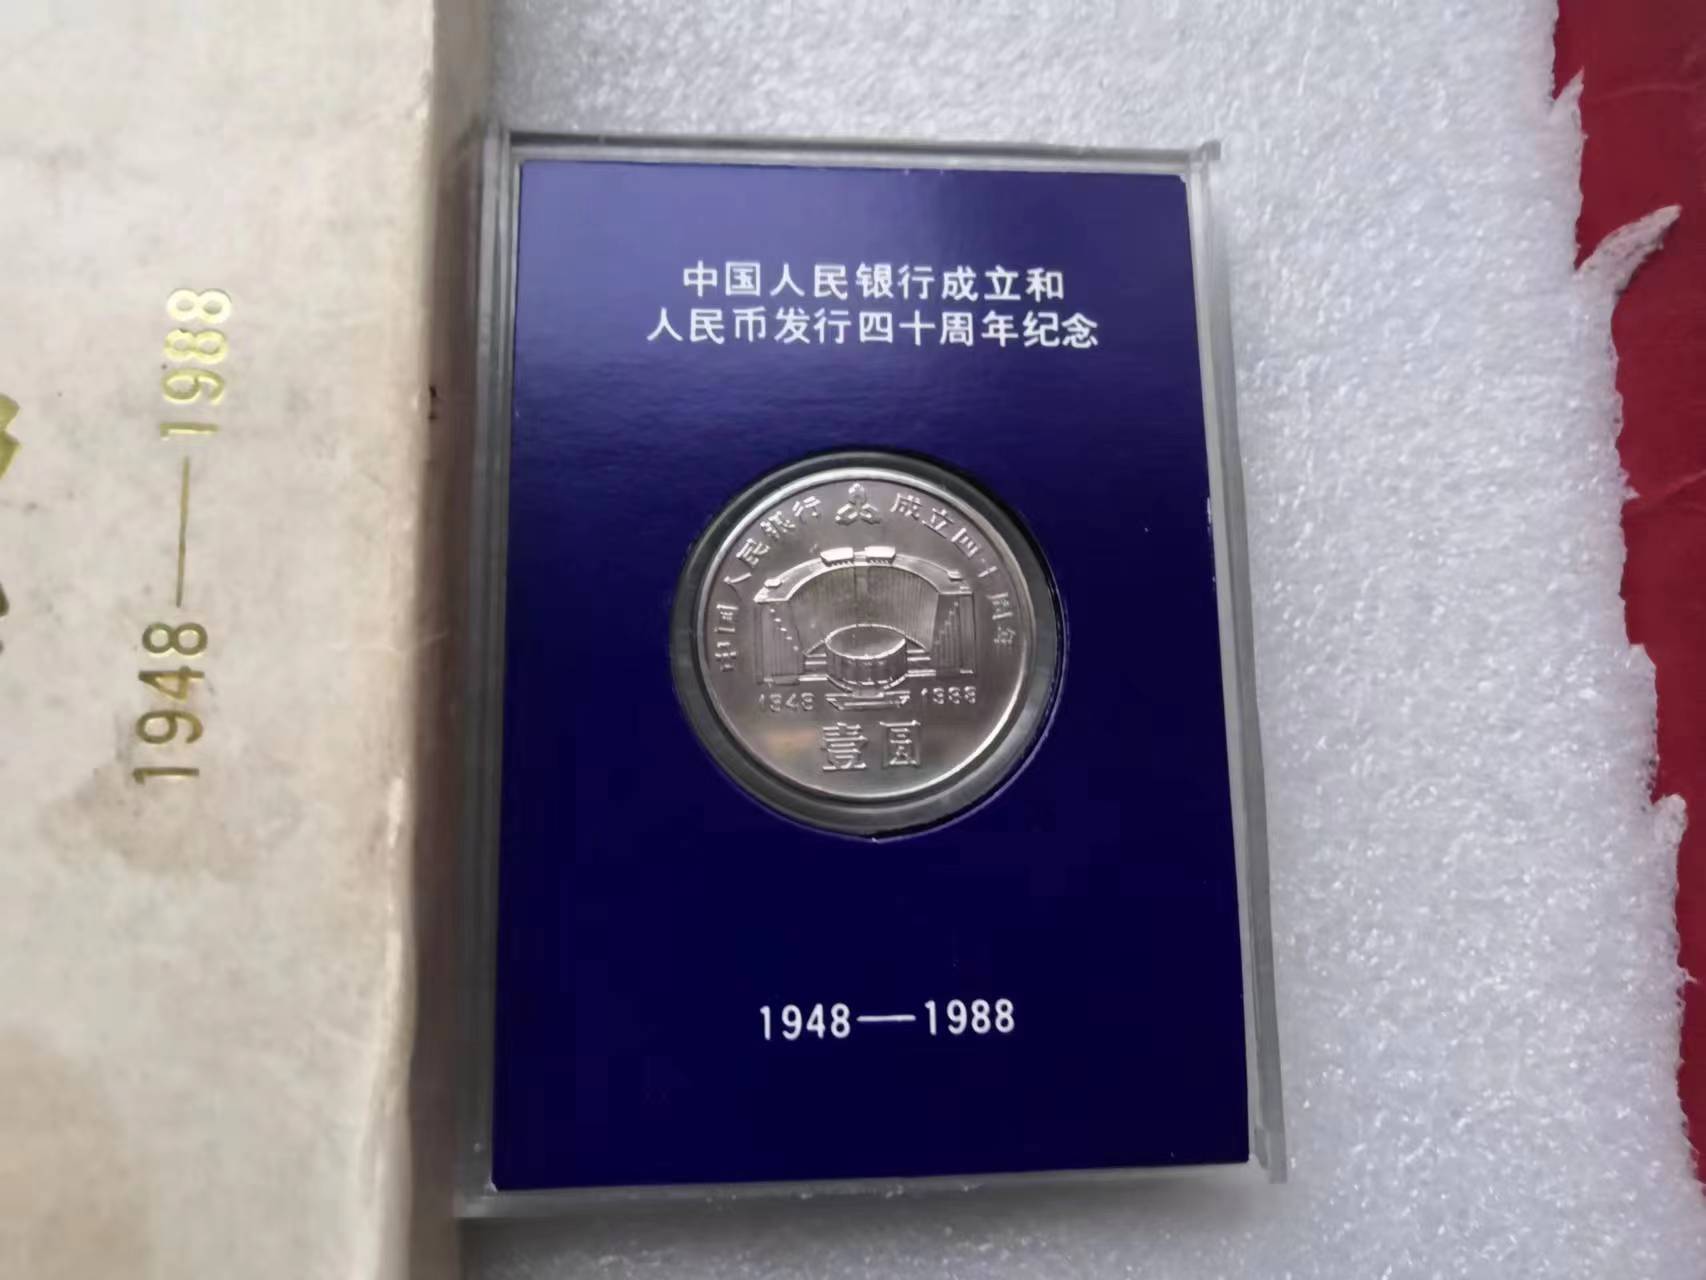 1948—1988
中国人民银行成立和
人民币发行四十周年纪念
中国人民银行 成立四十周年
1948 1988
壹圆
1948—1988